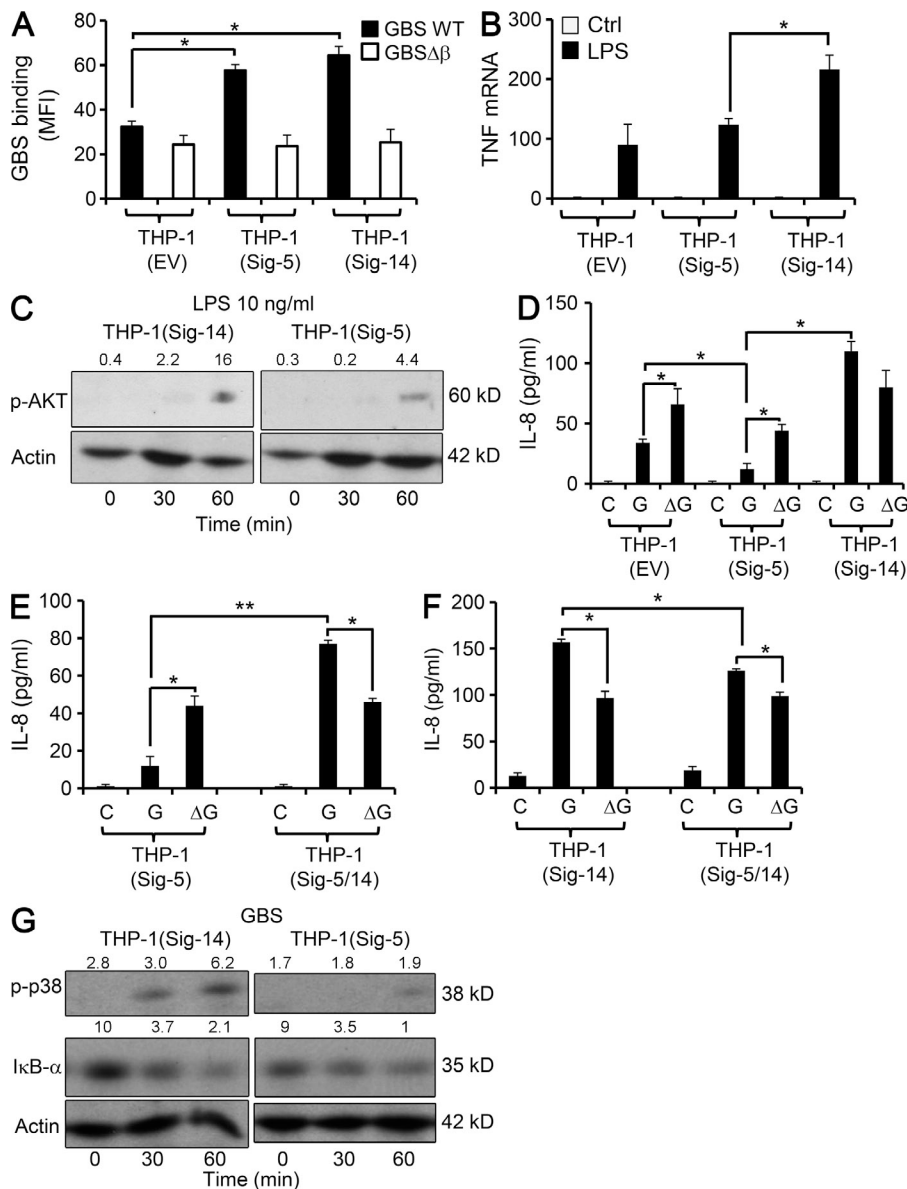 A
GBS binding
(MFI)
80
60
40
20
0
*
*
GBS WT
GBSΔβ
THP-1
(EV)
THP-1
(Sig-5)
THP-1
(Sig-14)
B
TNF mRNA
300
200
100
0
Ctrl
LPS
*
THP-1
(EV)
THP-1
(Sig-5)
THP-1
(Sig-14)
C
LPS 10 ng/ml
THP-1(Sig-14) THP-1(Sig-5)
0.4 2.2 16 0.3 0.2 4.4
p-AKT 60 kD
Actin 42 kD
0 30 60 0 30 60
Time (min)
D
IL-8 (pg/ml)
150
100
50
0
*
*
*
*
C G ΔG C G ΔG C G ΔG
THP-1
(EV)
THP-1
(Sig-5)
THP-1
(Sig-14)
E
IL-8 (pg/ml)
100
80
60
40
20
0
**
*
*
C G ΔG C G ΔG
THP-1
(Sig-5)
THP-1
(Sig-5/14)
F
IL-8 (pg/ml)
200
150
100
50
0
*
*
*
C G ΔG C G ΔG
THP-1
(Sig-14)
THP-1
(Sig-5/14)
G
GBS
THP-1(Sig-14) THP-1(Sig-5)
2.8 3.0 6.2 1.7 1.8 1.9
p-p38 38 kD
10 3.7 2.1 9 3.5 1
IκB-α 35 kD
Actin 42 kD
0 30 60 0 30 60
Time (min)